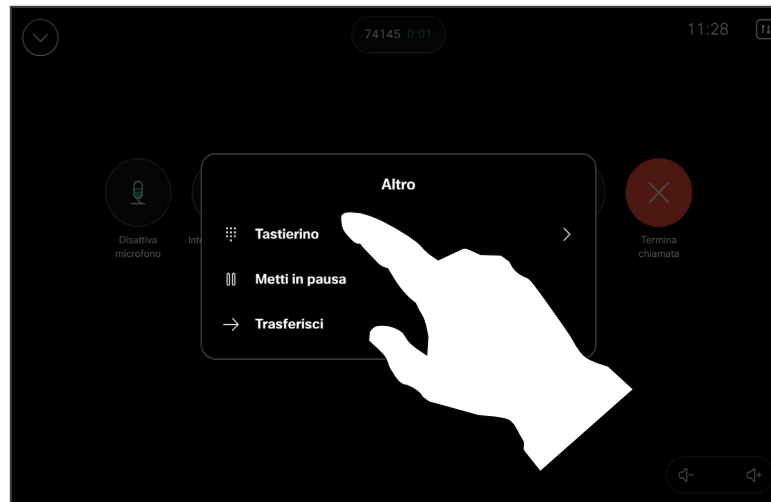 74145 0:01
11:28
Altro
Tastierino
Metti in pausa
Trasferisci
Disattiva
microfono
Termina
chiamata